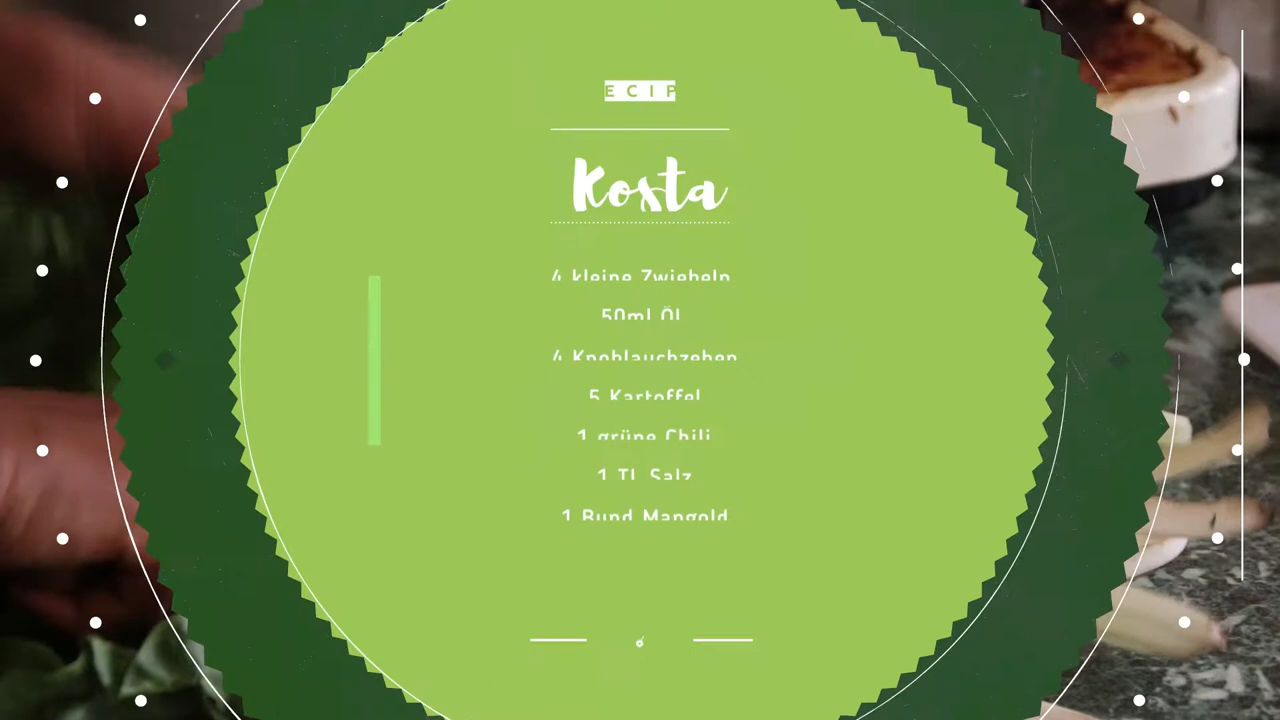 ECIP
Kosta
4 kleine Zwiebeln
50ml Öl
4 Knoblauchzehen
5 Kartoffel
1 grüne Chili
1 TL Salz
1 Bund Mangold